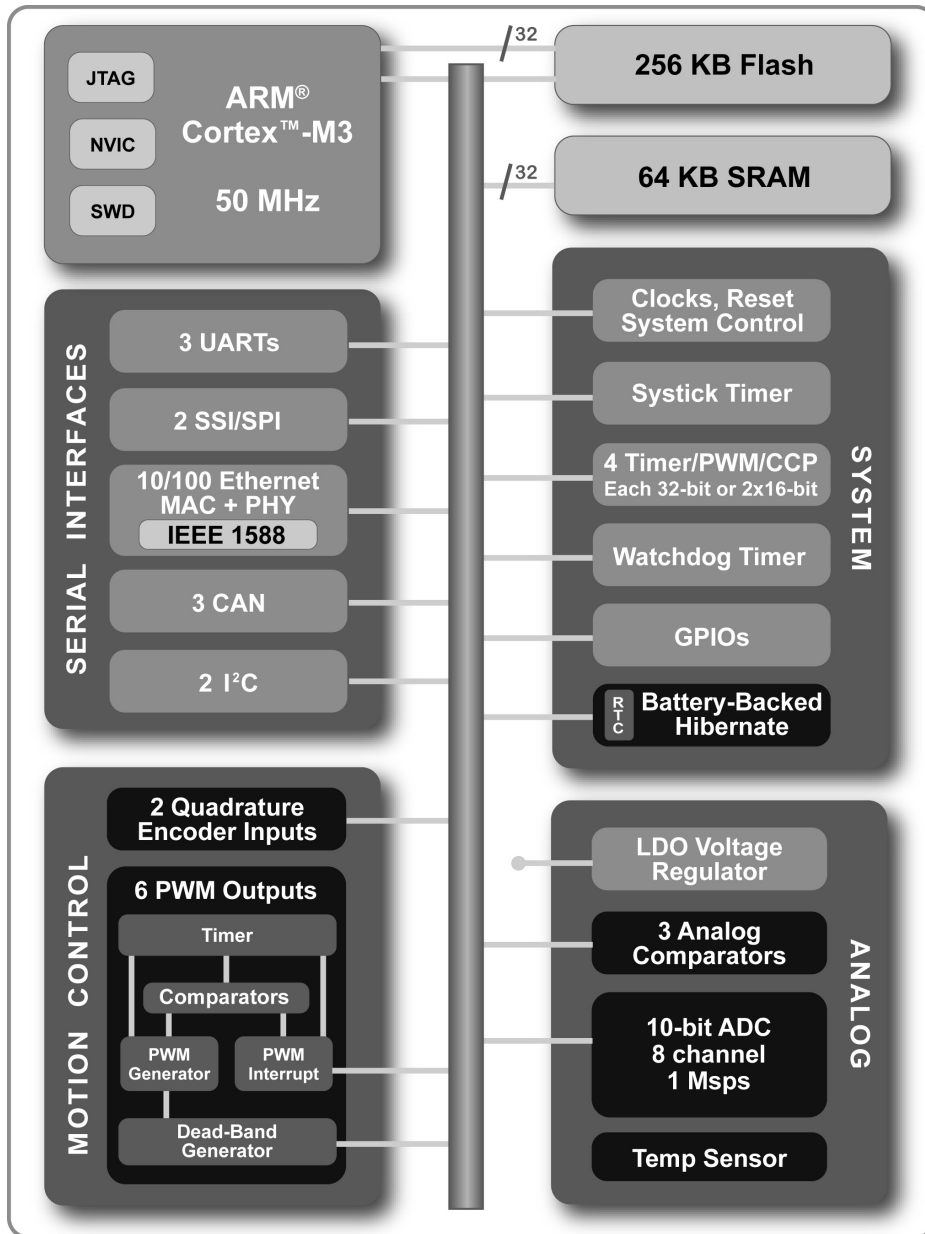 JTAG
NVIC
SWD
ARM®
Cortex™-M3
50 MHz
32
256 KB Flash
32
64 KB SRAM
SERIAL INTERFACES
3 UARTs
2 SSI/SPI
10/100 Ethernet
MAC + PHY
IEEE 1588
3 CAN
2 I²C
SYSTEM
Clocks, Reset
System Control
Systick Timer
4 Timer/PWM/CCP
Each 32-bit or 2x16-bit
Watchdog Timer
GPIOs
RTC
Battery-Backed
Hibernate
MOTION CONTROL
2 Quadrature
Encoder Inputs
6 PWM Outputs
Timer
Comparators
PWM
Generator
PWM
Interrupt
Dead-Band
Generator
ANALOG
LDO Voltage
Regulator
3 Analog
Comparators
10-bit ADC
8 channel
1 Msps
Temp Sensor